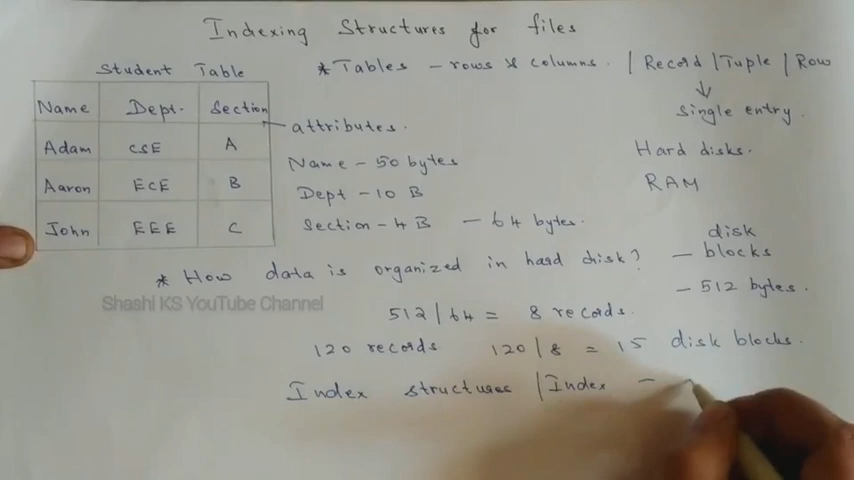 Indexing Structures for files
Student Table
* Tables - rows & columns. | Record | Tuple | Row
Single entry.
Name Dept. Section
attributes.
Adam CSE A
Name - 50 bytes
Hard disks.
Aaron ECE B
Dept - 10 B
RAM
John EEE C
Section - 4 B - 64 bytes.
* How data is organized in hard disk? - disk blocks
- 512 bytes.
Shashi KS YouTube Channel
512 | 64 = 8 records.
120 records 120 | 8 = 15 disk blocks.
Index structures | Index -